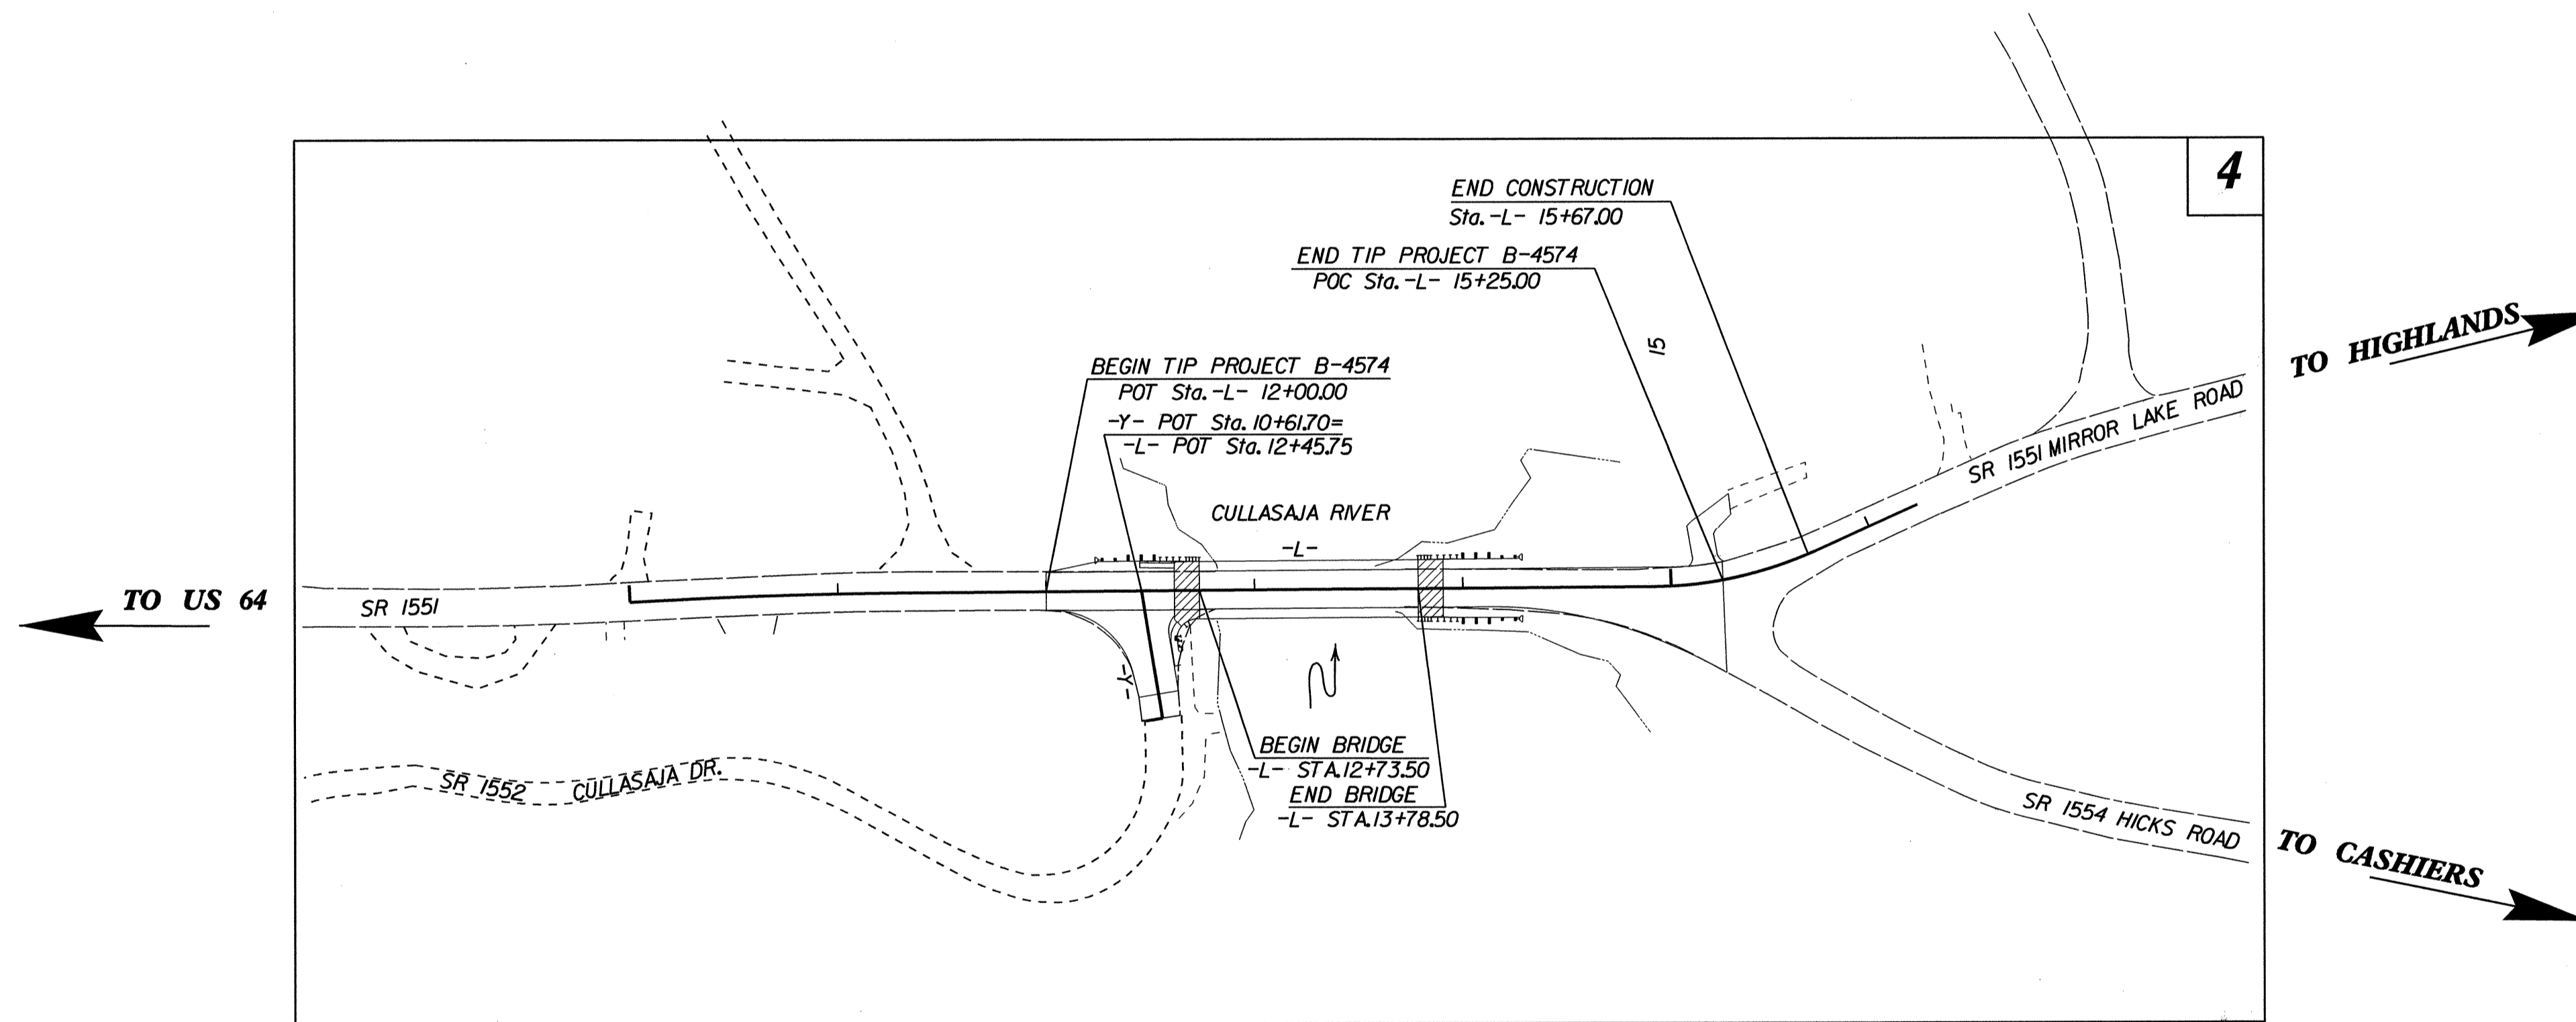 4
END CONSTRUCTION
Sta. -L- 15+67.00
END TIP PROJECT B-4574
POC Sta. -L- 15+25.00
15
TO HIGHLANDS
BEGIN TIP PROJECT B-4574
POT Sta. -L- 12+00.00
-Y- POT Sta. 10+61.70=
-L- POT Sta. 12+45.75
SR 1551 MIRROR LAKE ROAD
CULLASAJA RIVER
-L-
TO US 64
SR 1551
-Y-
BEGIN BRIDGE
-L- STA.12+73.50
END BRIDGE
-L- STA.13+78.50
SR 1552 CULLASAJA DR.
SR 1554 HICKS ROAD
TO CASHIERS